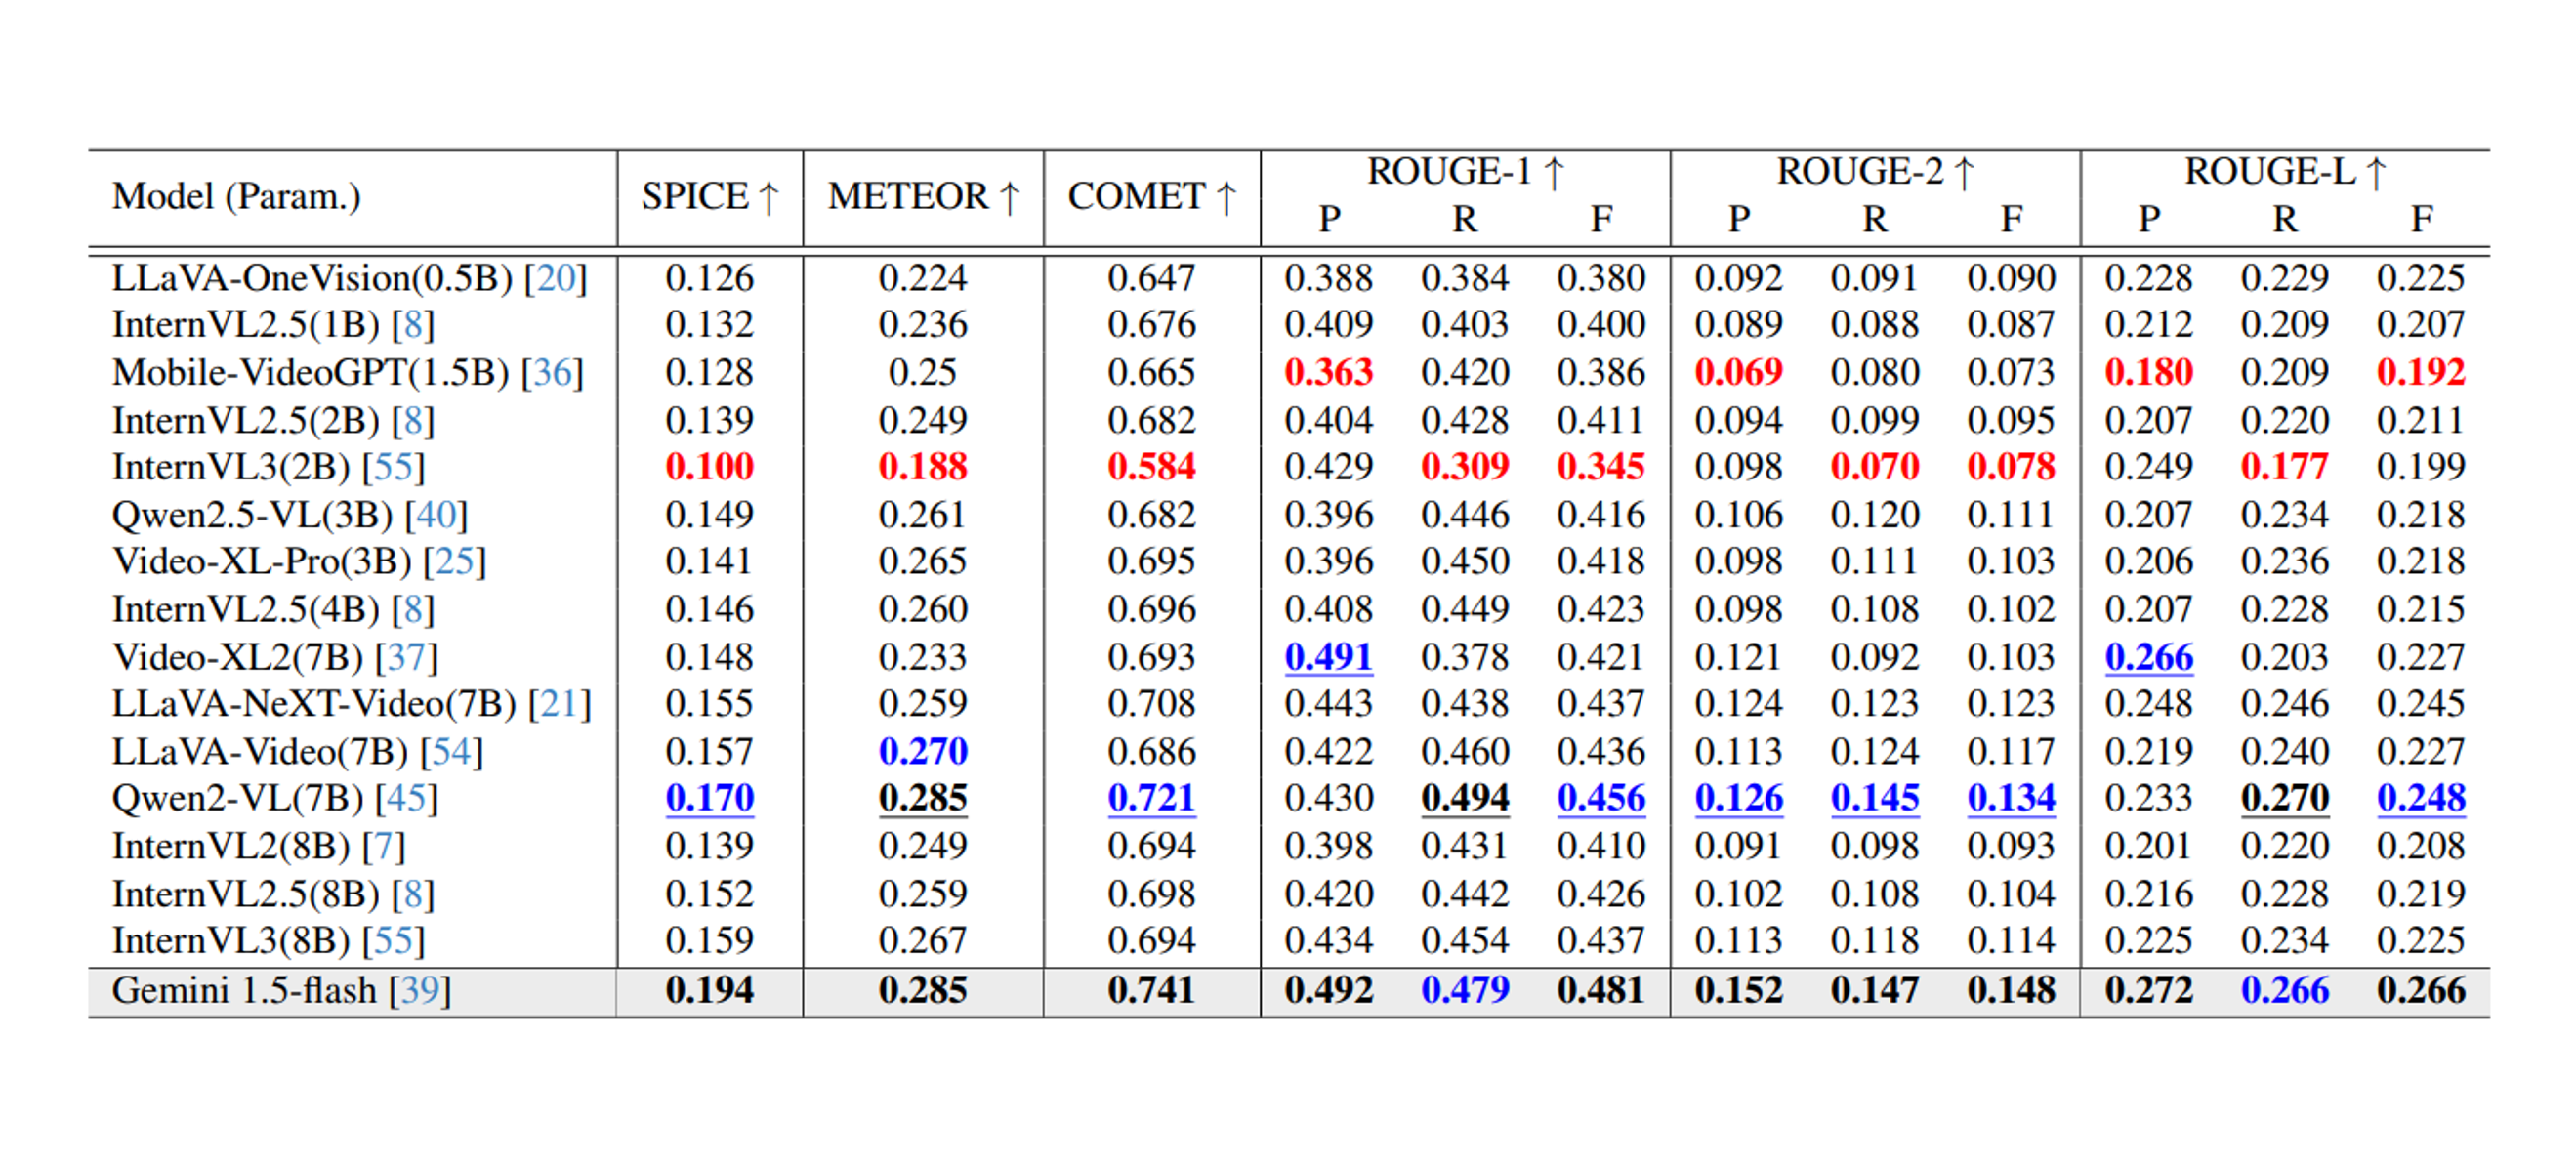 Model (Param.) SPICE ↑ METEOR ↑ COMET ↑ ROUGE-1 ↑ ROUGE-2 ↑ ROUGE-L ↑
P R F P R F P R F
LLaVA-OneVision(0.5B) [20] 0.126 0.224 0.647 0.388 0.384 0.380 0.092 0.091 0.090 0.228 0.229 0.225
InternVL2.5(1B) [8] 0.132 0.236 0.676 0.409 0.403 0.400 0.089 0.088 0.087 0.212 0.209 0.207
Mobile-VideoGPT(1.5B) [36] 0.128 0.25 0.665 0.363 0.420 0.386 0.069 0.080 0.073 0.180 0.209 0.192
InternVL2.5(2B) [8] 0.139 0.249 0.682 0.404 0.428 0.411 0.094 0.099 0.095 0.207 0.220 0.211
InternVL3(2B) [55] 0.100 0.188 0.584 0.429 0.309 0.345 0.098 0.070 0.078 0.249 0.177 0.199
Qwen2.5-VL(3B) [40] 0.149 0.261 0.682 0.396 0.446 0.416 0.106 0.120 0.111 0.207 0.234 0.218
Video-XL-Pro(3B) [25] 0.141 0.265 0.695 0.396 0.450 0.418 0.098 0.111 0.103 0.206 0.236 0.218
InternVL2.5(4B) [8] 0.146 0.260 0.696 0.408 0.449 0.423 0.098 0.108 0.102 0.207 0.228 0.215
Video-XL2(7B) [37] 0.148 0.233 0.693 0.491 0.378 0.421 0.121 0.092 0.103 0.266 0.203 0.227
LLaVA-NeXT-Video(7B) [21] 0.155 0.259 0.708 0.443 0.438 0.437 0.124 0.123 0.123 0.248 0.246 0.245
LLaVA-Video(7B) [54] 0.157 0.270 0.686 0.422 0.460 0.436 0.113 0.124 0.117 0.219 0.240 0.227
Qwen2-VL(7B) [45] 0.170 0.285 0.721 0.430 0.494 0.456 0.126 0.145 0.134 0.233 0.270 0.248
InternVL2(8B) [7] 0.139 0.249 0.694 0.398 0.431 0.410 0.091 0.098 0.093 0.201 0.220 0.208
InternVL2.5(8B) [8] 0.152 0.259 0.698 0.420 0.442 0.426 0.102 0.108 0.104 0.216 0.228 0.219
InternVL3(8B) [55] 0.159 0.267 0.694 0.434 0.454 0.437 0.113 0.118 0.114 0.225 0.234 0.225
Gemini 1.5-flash [39] 0.194 0.285 0.741 0.492 0.479 0.481 0.152 0.147 0.148 0.272 0.266 0.266